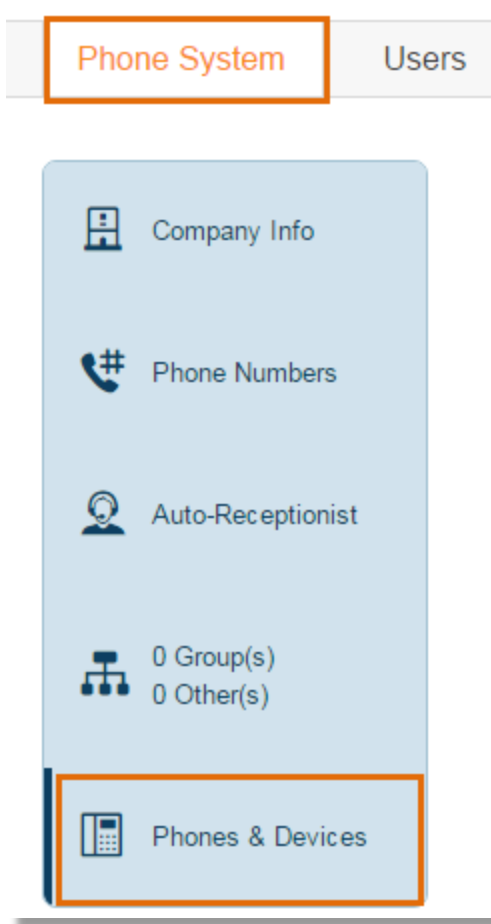 Phone System
Users
Company Info
Phone Numbers
Auto-Receptionist
0 Group(s)
0 Other(s)
Phones & Devices